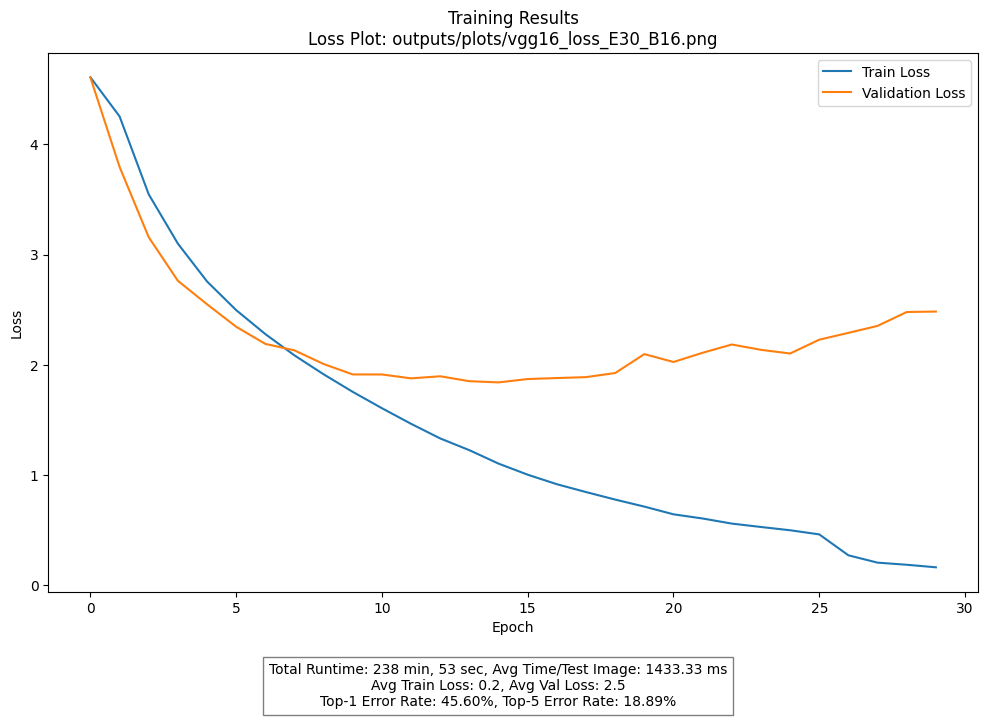 Training Results
Loss Plot: outputs/plots/vgg16_loss_E30_B16.png
Train Loss
Validation Loss
4
3
2
1
0
Loss
0 5 10 15 20 25 30
Epoch
Total Runtime: 238 min, 53 sec, Avg Time/Test Image: 1433.33 ms
Avg Train Loss: 0.2, Avg Val Loss: 2.5
Top-1 Error Rate: 45.60%, Top-5 Error Rate: 18.89%